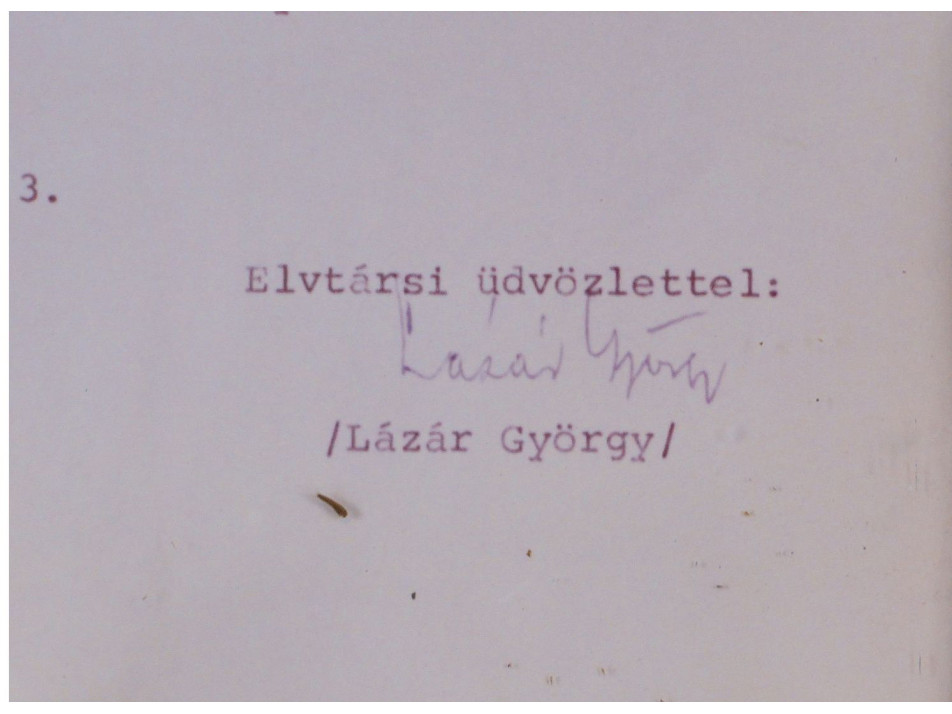 3.
Elvtársi üdvözlettel:
Lázár György
/Lázár György/